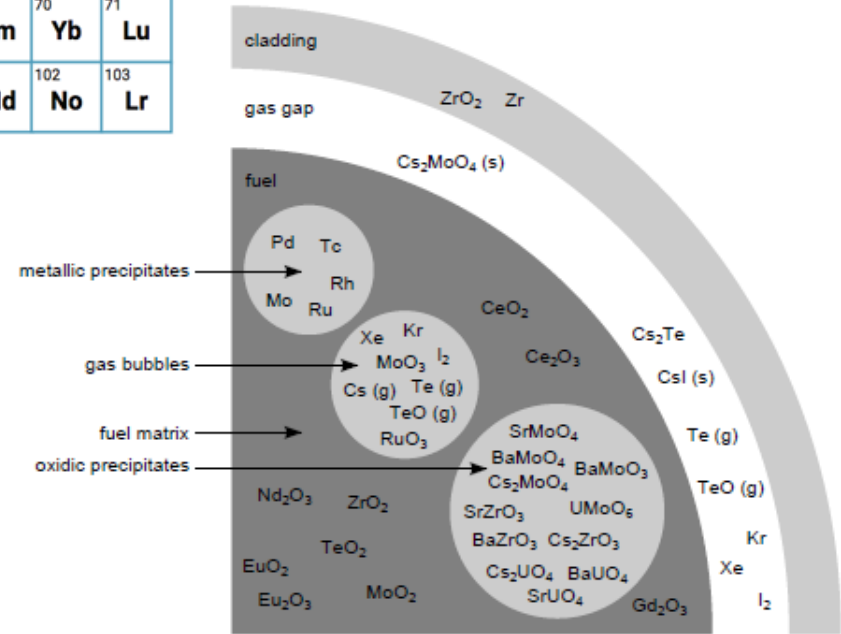 70
71
m
Yb
Lu
102
103
Id
No
Lr
cladding
gas gap
ZrO₂ Zr
Cs₂MoO₄ (s)
fuel
Pd Tc
metallic precipitates
Rh
Mo
Ru
CeO₂
Xe Kr
Cs₂Te
Ce₂O₃
gas bubbles
MoO₃ I₂
CsI (s)
Cs (g) Te (g)
TeO (g)
fuel matrix
RuO₃
SrMoO₄
Te (g)
oxidic precipitates
BaMoO₄
BaMoO₃
Cs₂MoO₄
TeO (g)
Nd₂O₃
ZrO₂
SrZrO₃
UMoO₆
BaZrO₃ Cs₂ZrO₃
Kr
TeO₂
EuO₂
Xe
Cs₂UO₄ BaUO₄
Eu₂O₃
MoO₂
SrUO₄
Gd₂O₃
I₂